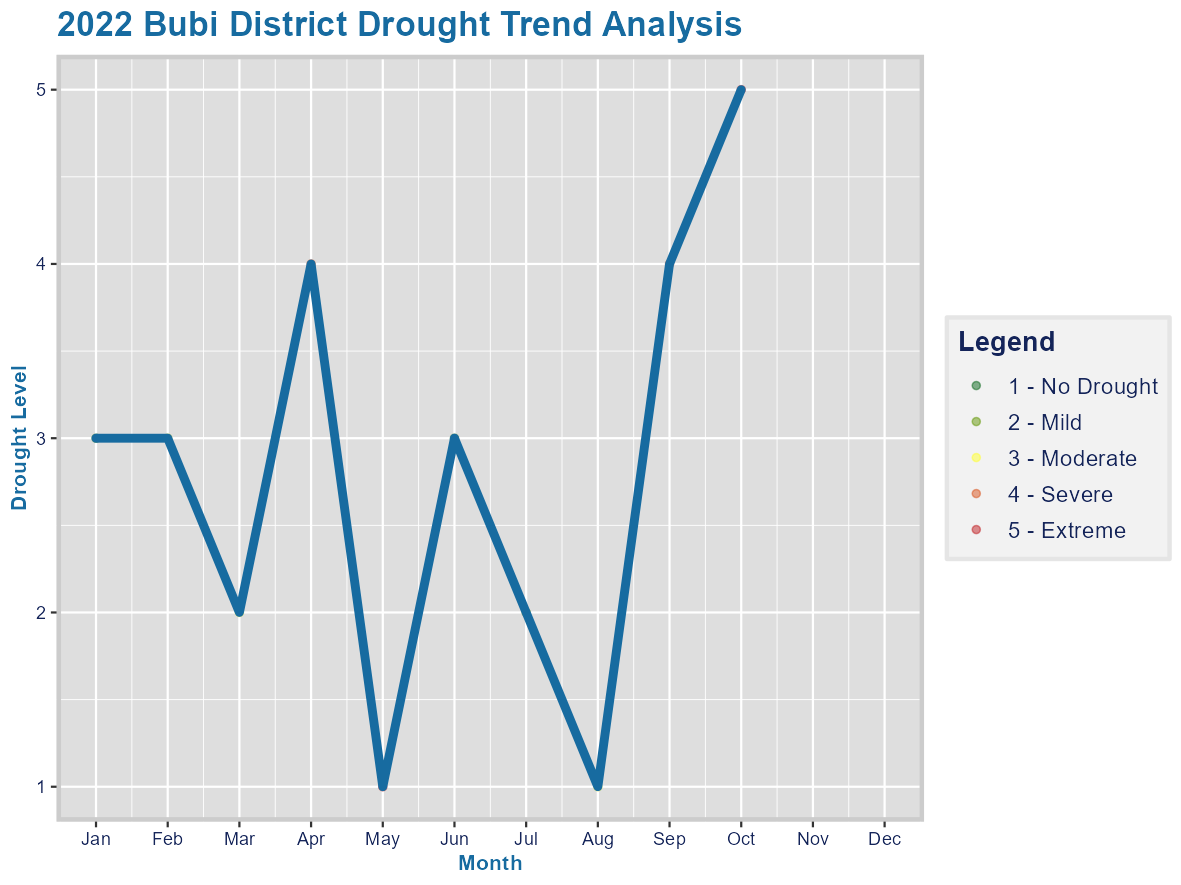 2022 Bubi District Drought Trend Analysis
5
4
3
2
1
Drought Level
Jan Feb Mar Apr May Jun Jul Aug Sep Oct Nov Dec
Month
Legend
1 - No Drought
2 - Mild
3 - Moderate
4 - Severe
5 - Extreme